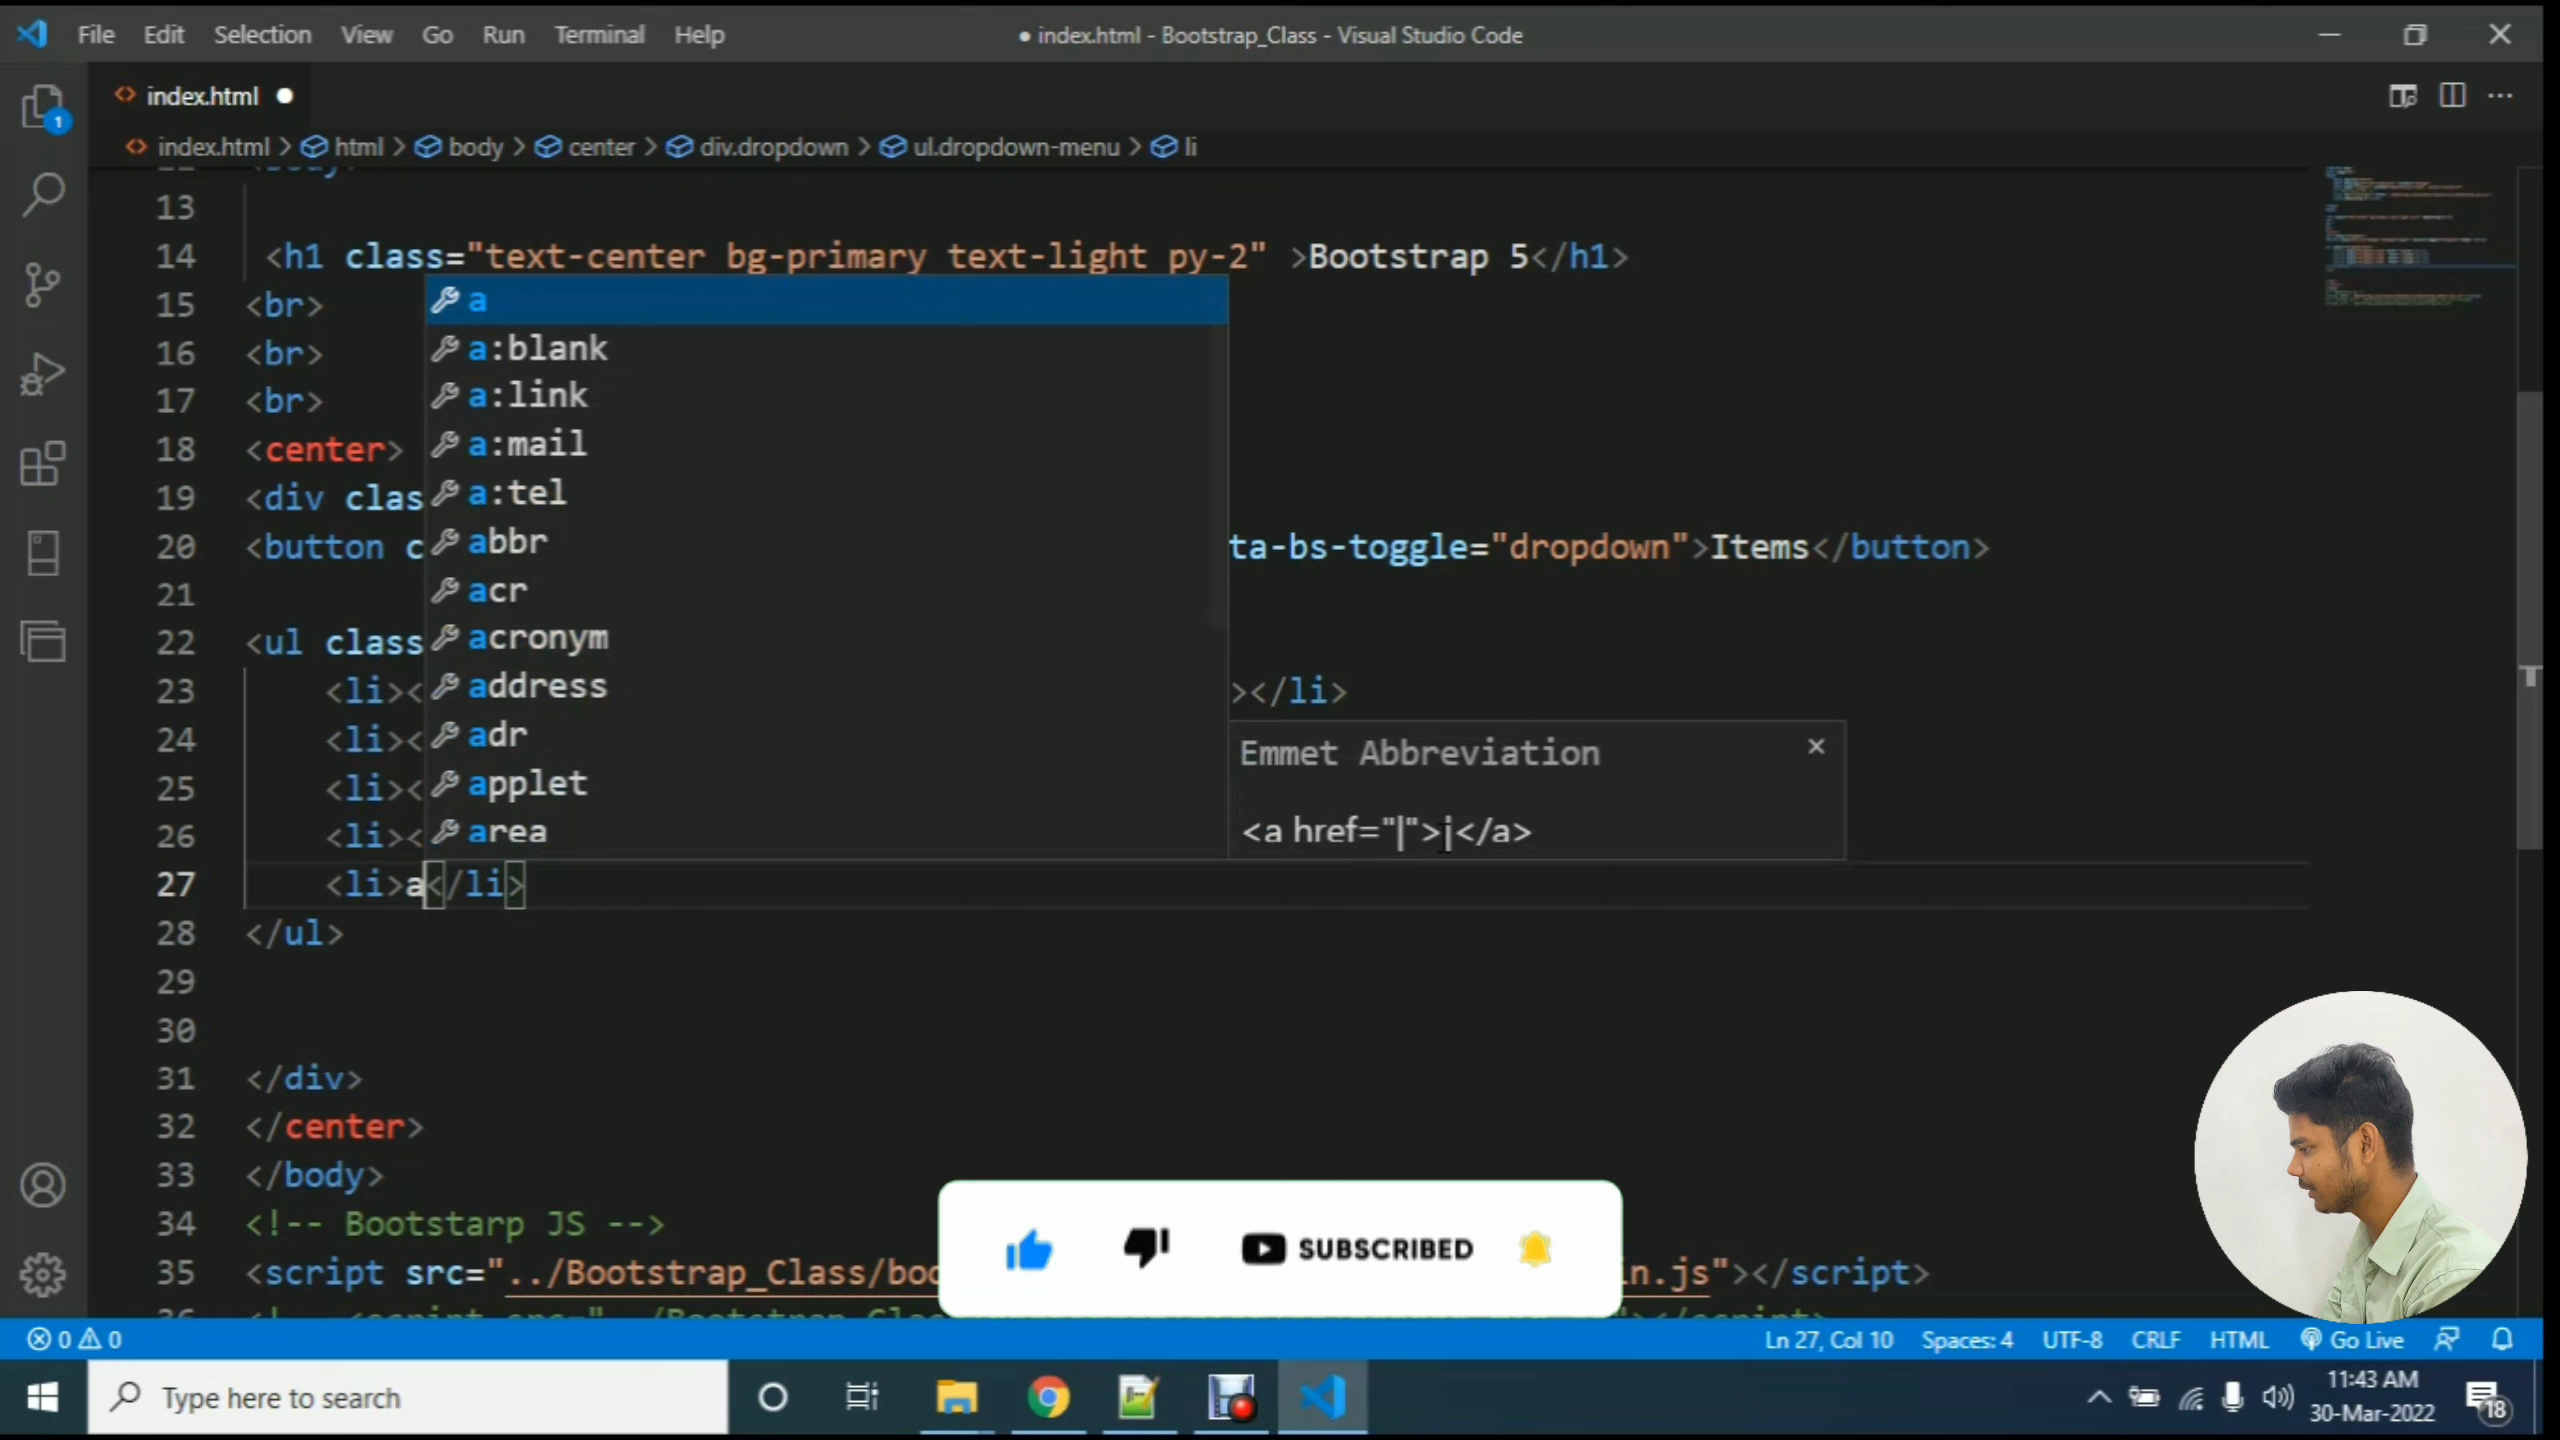 File Edit Selection View Go Run Terminal Help
● index.html - Bootstrap_Class - Visual Studio Code
1
index.html
index.html > html > body > center > div.dropdown > ul.dropdown-menu > li
13
14 <h1 class="text-center bg-primary text-light py-2" >Bootstrap 5</h1>
15 <br>
16 <br>
17 <br>
18 <center>
19 <div clas
20 <button c ta-bs-toggle="dropdown">Items</button>
21
22 <ul class
23 <li>< ></li>
24 <li><
25 <li><
26 <li><
27 <li>a</li>
28 </ul>
29
30
31 </div>
32 </center>
33 </body>
34 <!-- Bootstarp JS -->
35 <script src="../Bootstrap_Class/boo n.js"></script>
a
a:blank
a:link
a:mail
a:tel
abbr
acr
acronym
address
adr
applet
area
Emmet Abbreviation
<a href="|">|</a>
SUBSCRIBED
0 0
Ln 27, Col 10 Spaces: 4 UTF-8 CRLF HTML Go Live
Type here to search
11:43 AM
30-Mar-2022
18